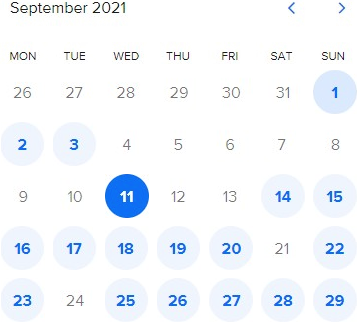 September 2021
MON TUE WED THU FRI SAT SUN
26 27 28 29 30 31 1
2 3 4 5 6 7 8
9 10 11 12 13 14 15
16 17 18 19 20 21 22
23 24 25 26 27 28 29